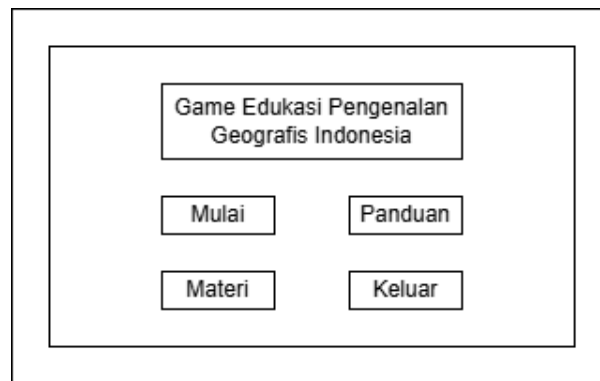 Game Edukasi Pengenalan
Geografis Indonesia
Mulai
Panduan
Materi
Keluar